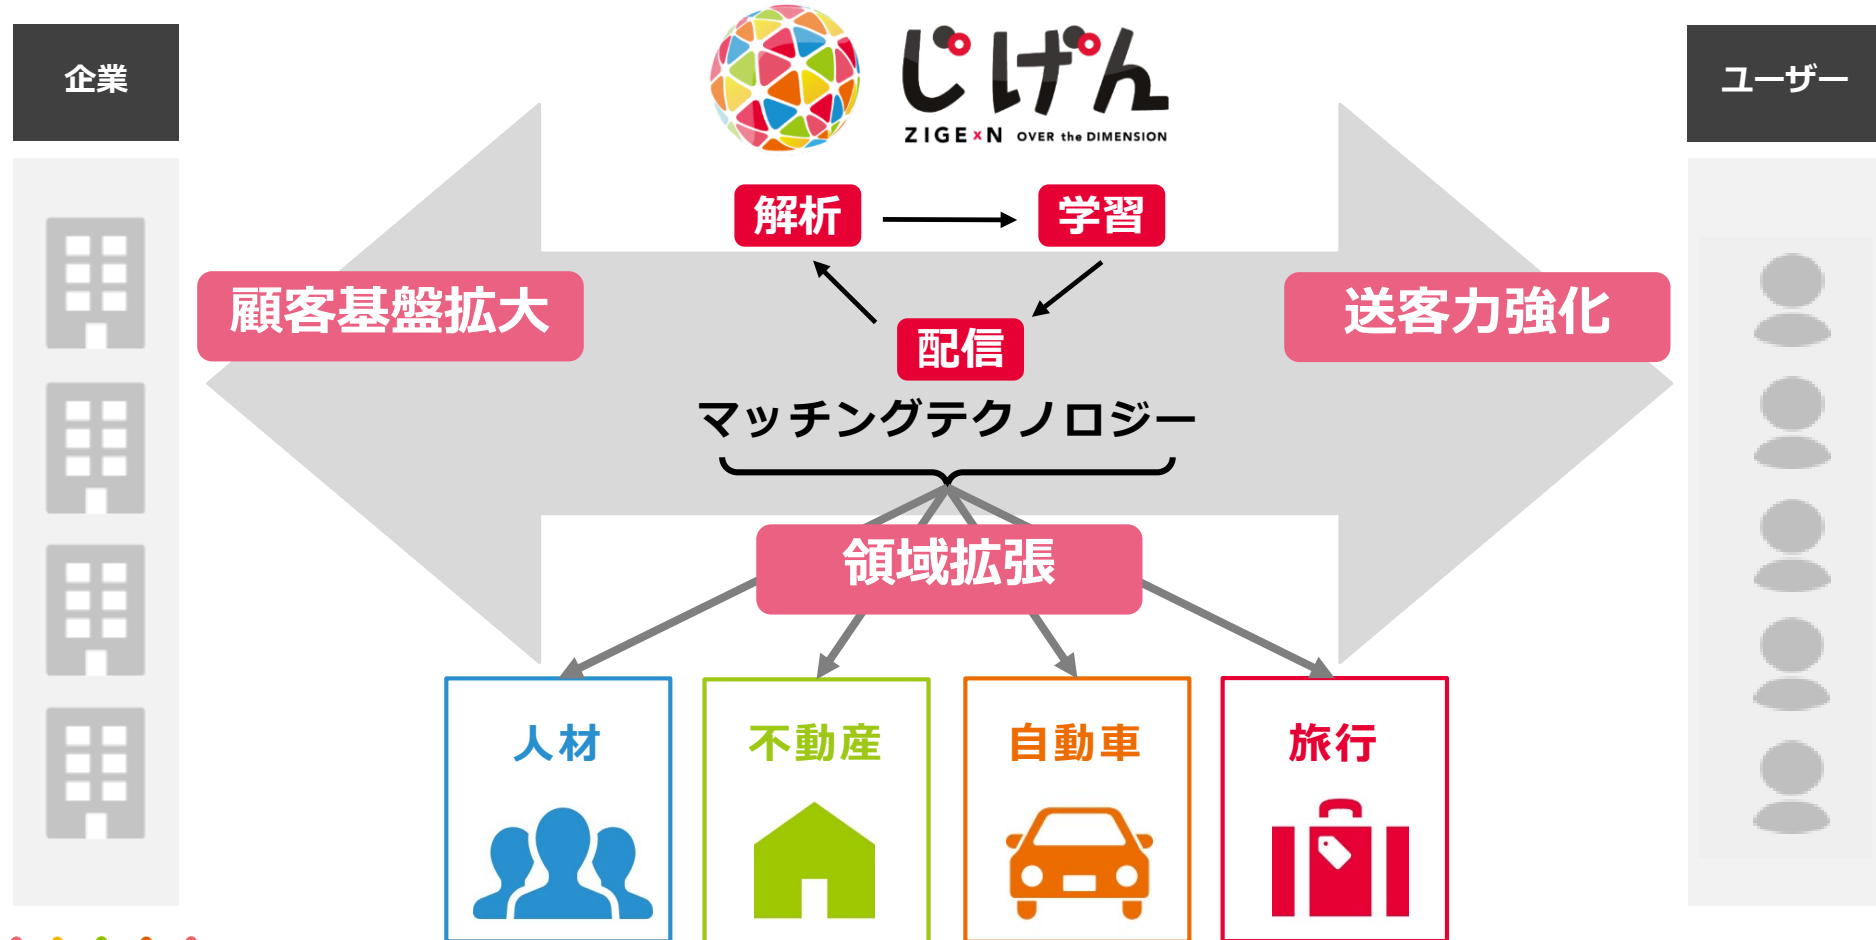 企業
じげん
ZIGExN OVER the DIMENSION
ユーザー
解析
学習
顧客基盤拡大
送客力強化
配信
マッチングテクノロジー
領域拡張
人材
不動産
自動車
旅行